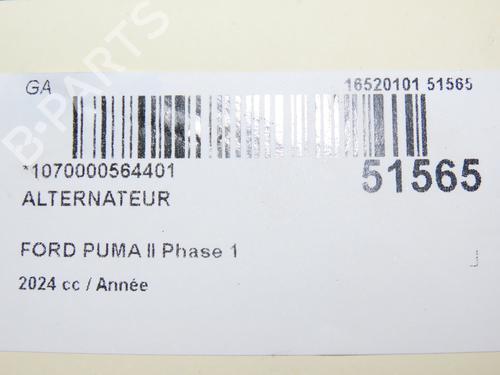 GA
16520101 51565
*1070000564401
51565
ALTERNATEUR
FORD PUMA II Phase 1
2024 cc / Année
B-PARTS